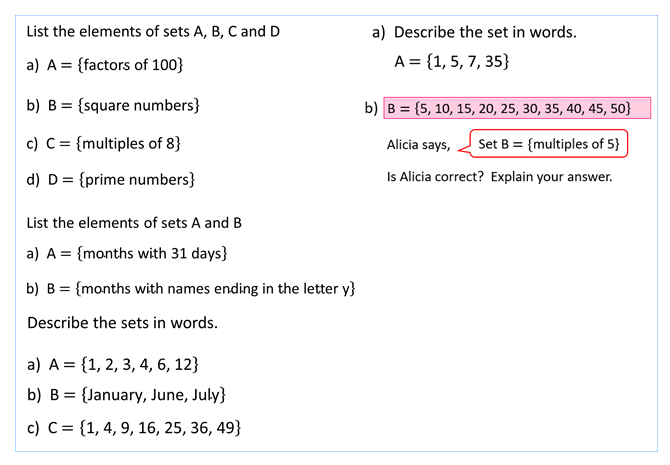 List the elements of sets A, B, C and D
a) A = {factors of 100}
b) B = {square numbers}
c) C = {multiples of 8}
d) D = {prime numbers}
List the elements of sets A and B
a) A = {months with 31 days}
b) B = {months with names ending in the letter y}
Describe the sets in words.
a) A = {1, 2, 3, 4, 6, 12}
b) B = {January, June, July}
c) C = {1, 4, 9, 16, 25, 36, 49}
a) Describe the set in words.
A = {1, 5, 7, 35}
b) B = {5, 10, 15, 20, 25, 30, 35, 40, 45, 50}
Alicia says, Set B = {multiples of 5}
Is Alicia correct? Explain your answer.